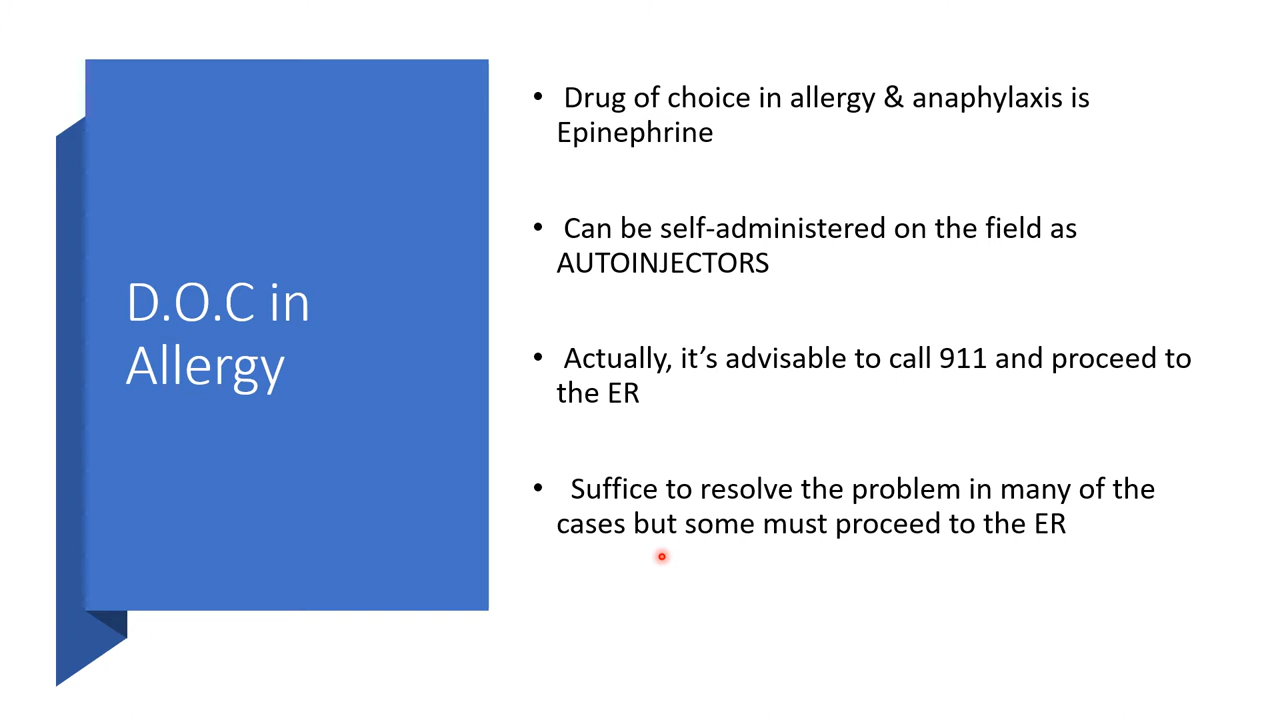 D.O.C in
Allergy
• Drug of choice in allergy & anaphylaxis is
Epinephrine
• Can be self-administered on the field as
AUTOINJECTORS
• Actually, it’s advisable to call 911 and proceed to
the ER
• Suffice to resolve the problem in many of the
cases but some must proceed to the ER